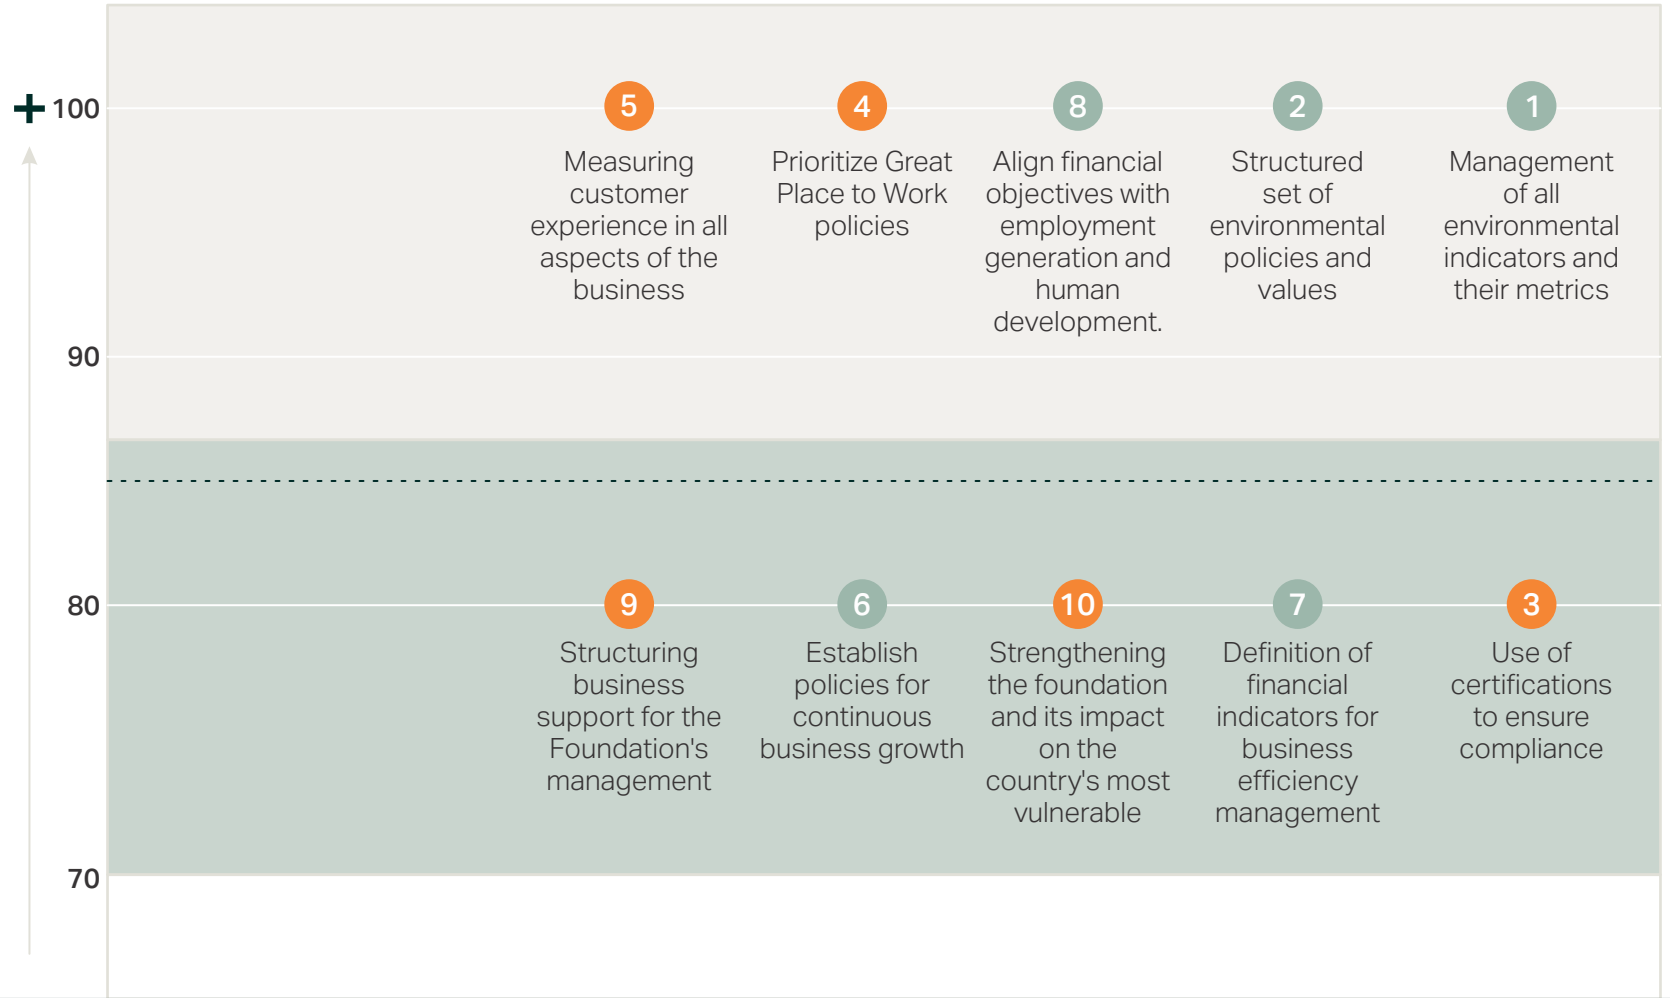 + 100
5
Measuring
customer
experience in all
aspects of the
business
4
Prioritize Great
Place to Work
policies
8
Align financial
objectives with
employment
generation and
human
development.
2
Structured
set of
environmental
policies and
values
1
Management
of all
environmental
indicators and
their metrics
90
80
9
Structuring
business
support for the
Foundation's
management
6
Establish
policies for
continuous
business growth
10
Strengthening
the foundation
and its impact
on the
country's most
vulnerable
7
Definition of
financial
indicators for
business
efficiency
management
3
Use of
certifications
to ensure
compliance
70